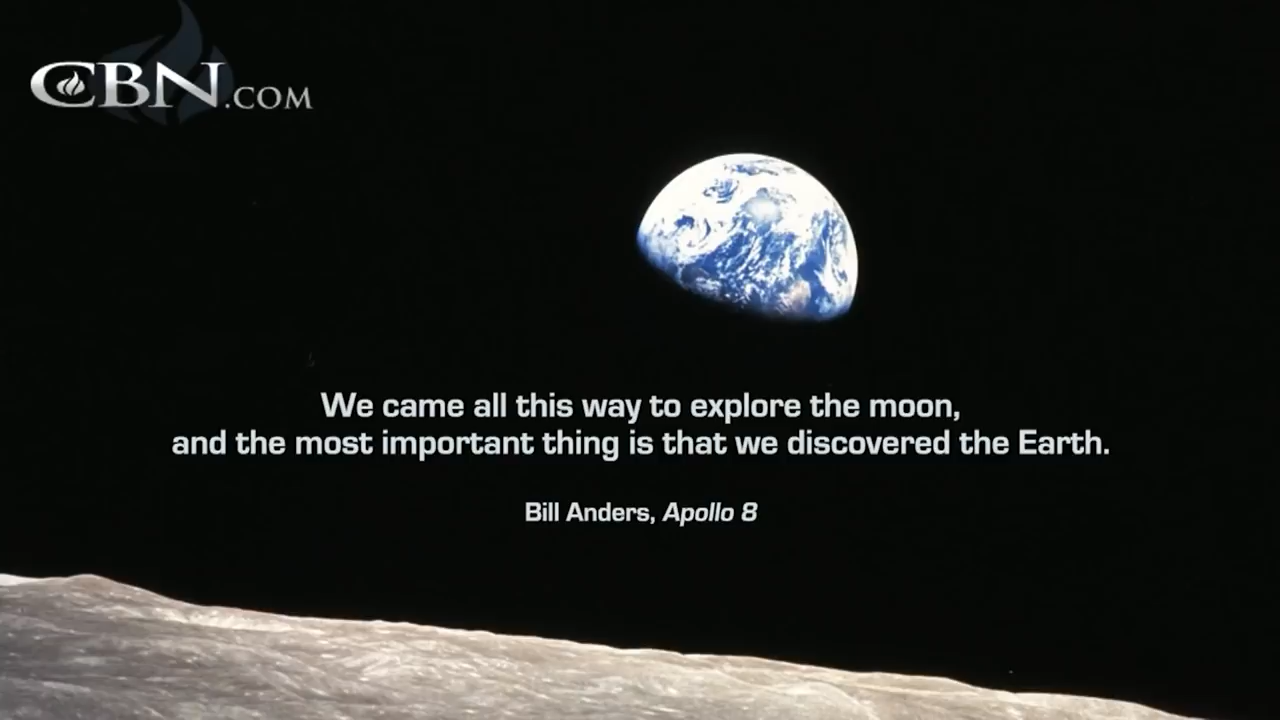 CBN.COM
We came all this way to explore the moon,
and the most important thing is that we discovered the Earth.
Bill Anders, Apollo 8